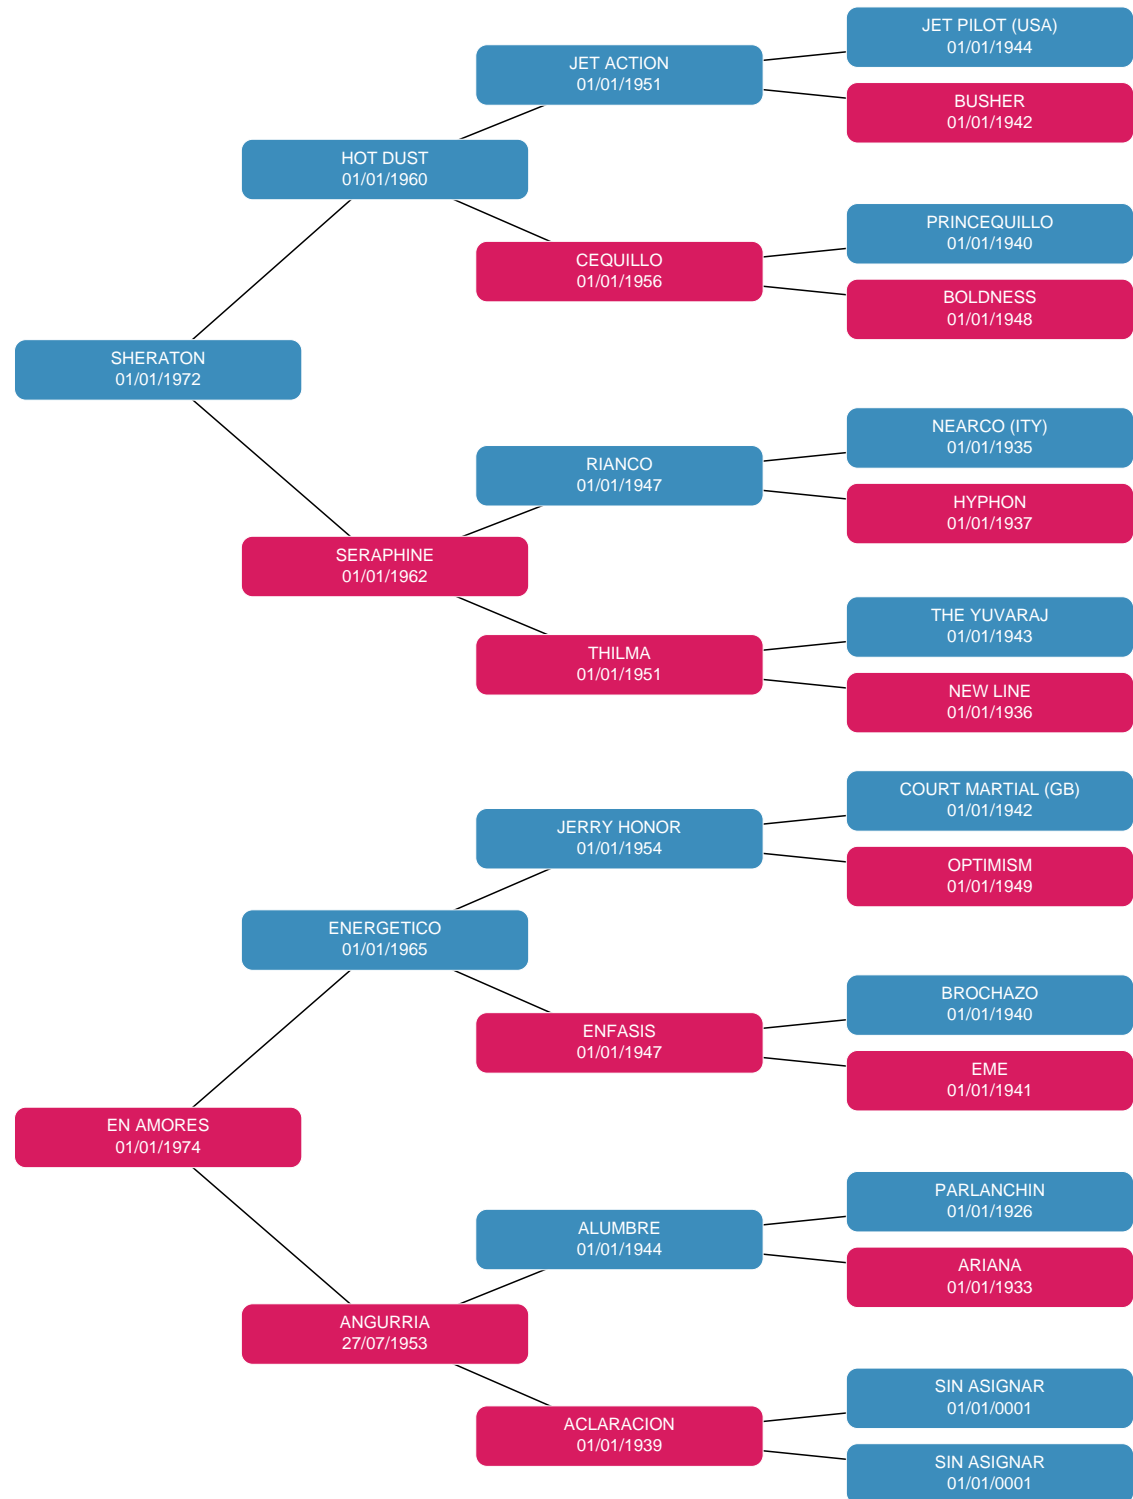 JET PILOT (USA)
01/01/1944
JET ACTION
01/01/1951
BUSHER
01/01/1942
HOT DUST
01/01/1960
PRINCEQUILLO
01/01/1940
CEQUILLO
01/01/1956
BOLDNESS
01/01/1948
SHERATON
01/01/1972
NEARCO (ITY)
01/01/1935
RIANCO
01/01/1947
HYPHON
01/01/1937
SERAPHINE
01/01/1962
THE YUVARAJ
01/01/1943
THILMA
01/01/1951
NEW LINE
01/01/1936
COURT MARTIAL (GB)
01/01/1942
JERRY HONOR
01/01/1954
OPTIMISM
01/01/1949
ENERGETICO
01/01/1965
BROCHAZO
01/01/1940
ENFASIS
01/01/1947
EME
01/01/1941
EN AMORES
01/01/1974
PARLANCHIN
01/01/1926
ALUMBRE
01/01/1944
ARIANA
01/01/1933
ANGURRIA
27/07/1953
SIN ASIGNAR
01/01/0001
ACLARACION
01/01/1939
SIN ASIGNAR
01/01/0001